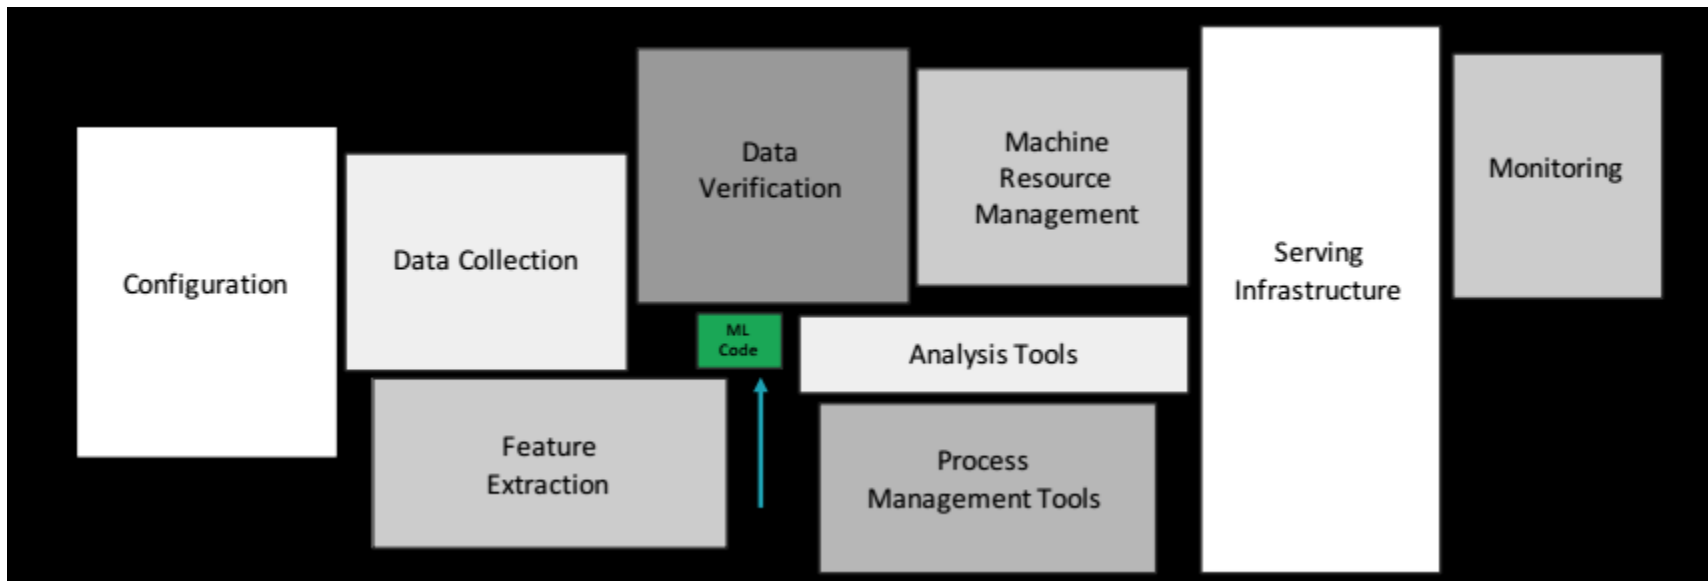 Configuration
Data Collection
Feature
Extraction
Data
Verification
ML
Code
Machine
Resource
Management
Analysis Tools
Process
Management Tools
Serving
Infrastructure
Monitoring